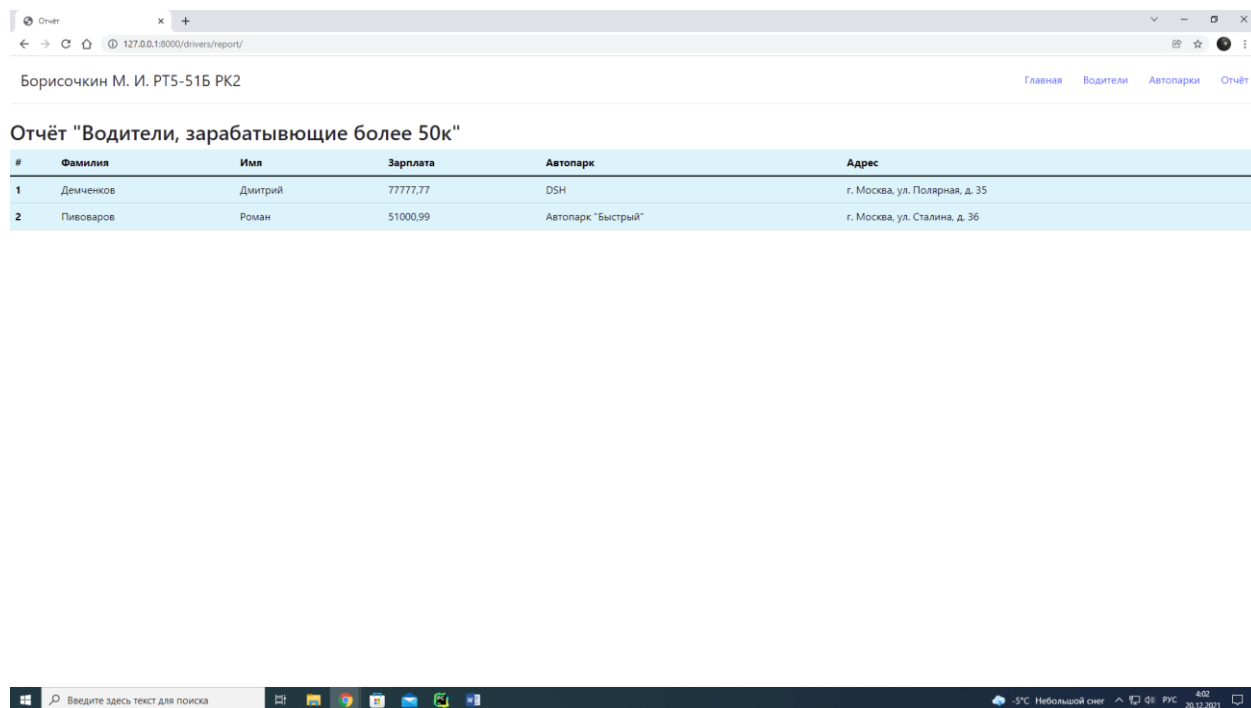 Отчёт
127.0.0.1:8000/drivers/report/
Борисочкин М. И. РТ5-51Б РК2 Главная Водители Автопарки Отчёт
Отчёт "Водители, зарабатывющие более 50к"
# Фамилия Имя Зарплата Автопарк Адрес
1 Демченков Дмитрий 77777,77 DSH г. Москва, ул. Полярная, д. 35
2 Пивоваров Роман 51000,99 Автопарк "Быстрый" г. Москва, ул. Сталина, д. 36
Введите здесь текст для поиска -5°C Небольшой снег РУС 4:02
20.12.2021